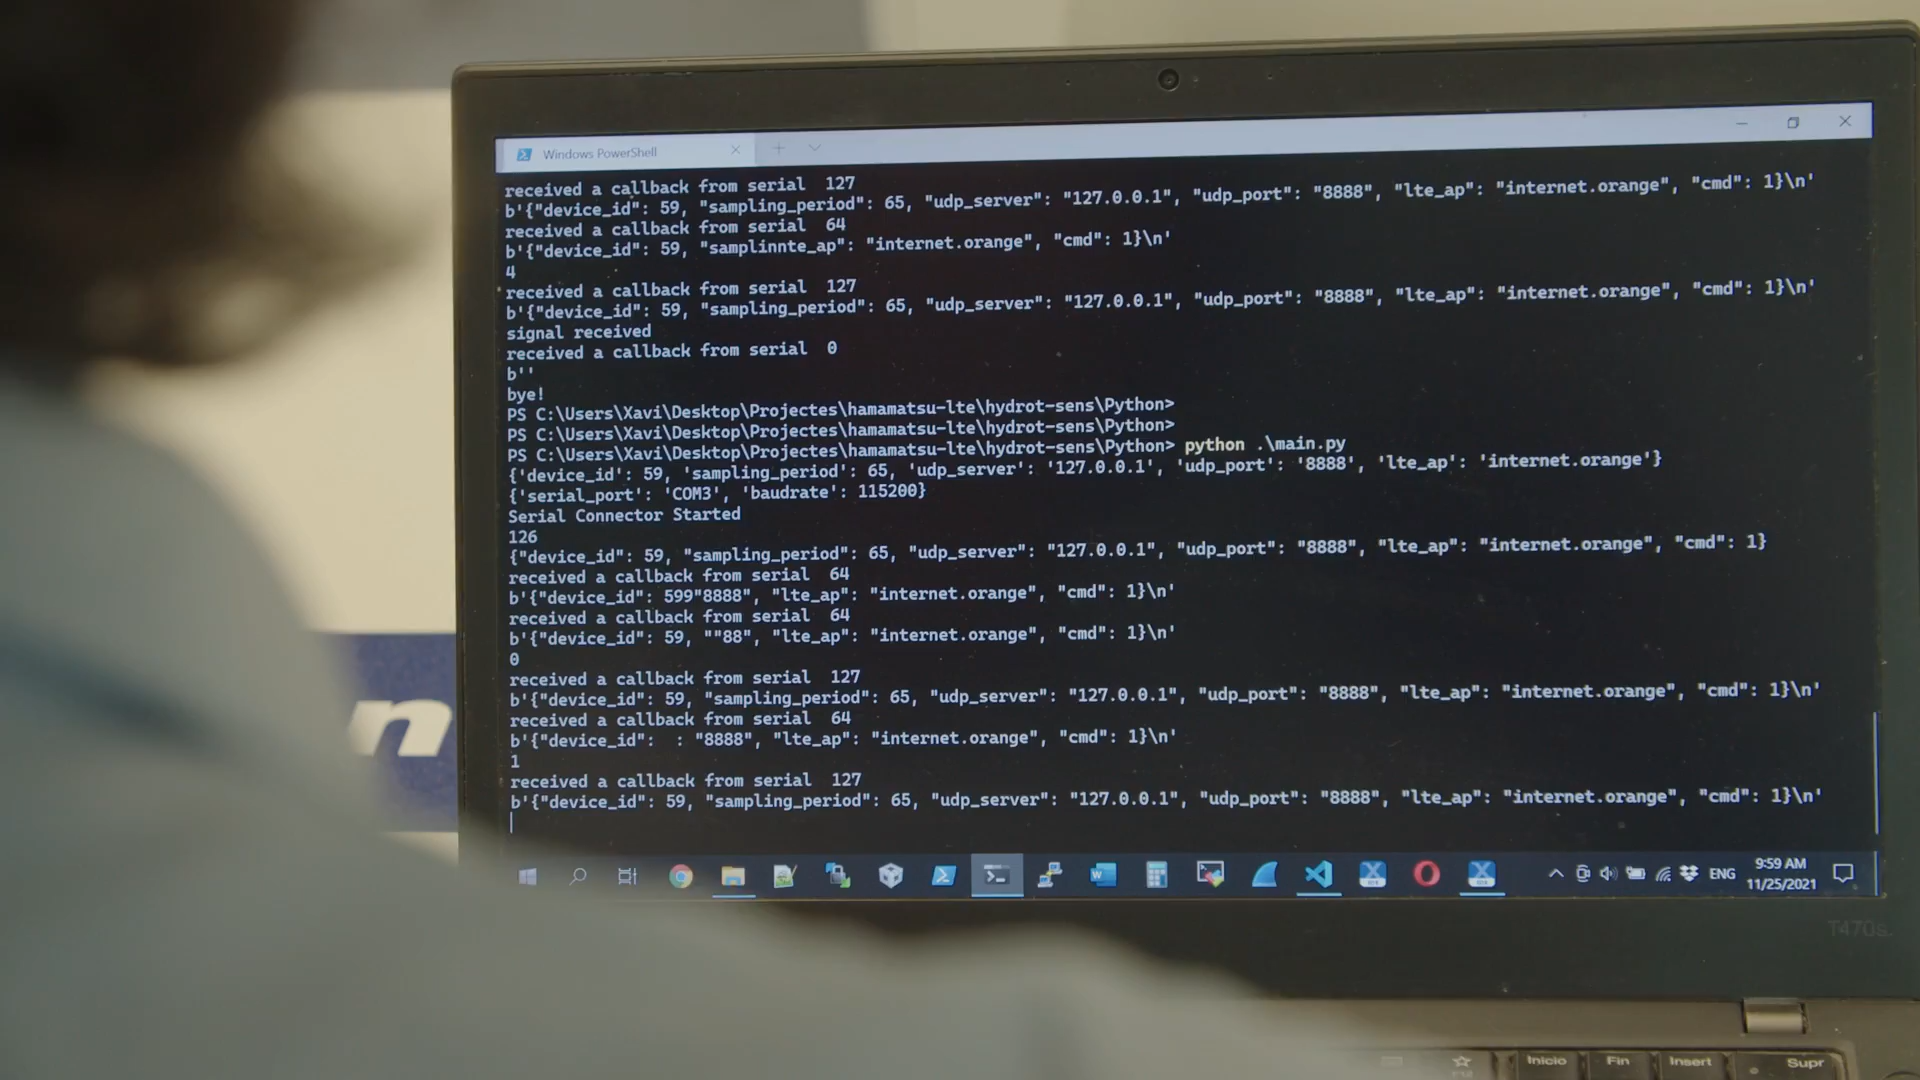 Windows PowerShell
received a callback from serial  127
b'{"device_id": 59, "sampling_period": 65, "udp_server": "127.0.0.1", "udp_port": "8888", "lte_ap": "internet.orange", "cmd": 1}\n'
received a callback from serial  64
b'{"device_id": 59, "samplinnte_ap": "internet.orange", "cmd": 1}\n'
4
received a callback from serial  127
b'{"device_id": 59, "sampling_period": 65, "udp_server": "127.0.0.1", "udp_port": "8888", "lte_ap": "internet.orange", "cmd": 1}\n'
signal received
received a callback from serial  0
b''
bye!
PS C:\Users\Xavi\Desktop\Projectes\hamamatsu-lte\hydrot-sens\Python>
PS C:\Users\Xavi\Desktop\Projectes\hamamatsu-lte\hydrot-sens\Python>
PS C:\Users\Xavi\Desktop\Projectes\hamamatsu-lte\hydrot-sens\Python> python .\main.py
{'device_id': 59, 'sampling_period': 65, 'udp_server': '127.0.0.1', 'udp_port': '8888', 'lte_ap': 'internet.orange'}
{'serial_port': 'COM3', 'baudrate': 115200}
Serial Connector Started
126
{"device_id": 59, "sampling_period": 65, "udp_server": "127.0.0.1", "udp_port": "8888", "lte_ap": "internet.orange", "cmd": 1}
received a callback from serial  64
b'{"device_id": 599"8888", "lte_ap": "internet.orange", "cmd": 1}\n'
received a callback from serial  64
b'{"device_id": 59, ""88", "lte_ap": "internet.orange", "cmd": 1}\n'
0
received a callback from serial  127
b'{"device_id": 59, "sampling_period": 65, "udp_server": "127.0.0.1", "udp_port": "8888", "lte_ap": "internet.orange", "cmd": 1}\n'
received a callback from serial  64
b'{"device_id":  : "8888", "lte_ap": "internet.orange", "cmd": 1}\n'
1
received a callback from serial  127
b'{"device_id": 59, "sampling_period": 65, "udp_server": "127.0.0.1", "udp_port": "8888", "lte_ap": "internet.orange", "cmd": 1}\n'
n
ENG
9:59 AM
11/25/2021
T470s
Inicio Fin Insert Supr